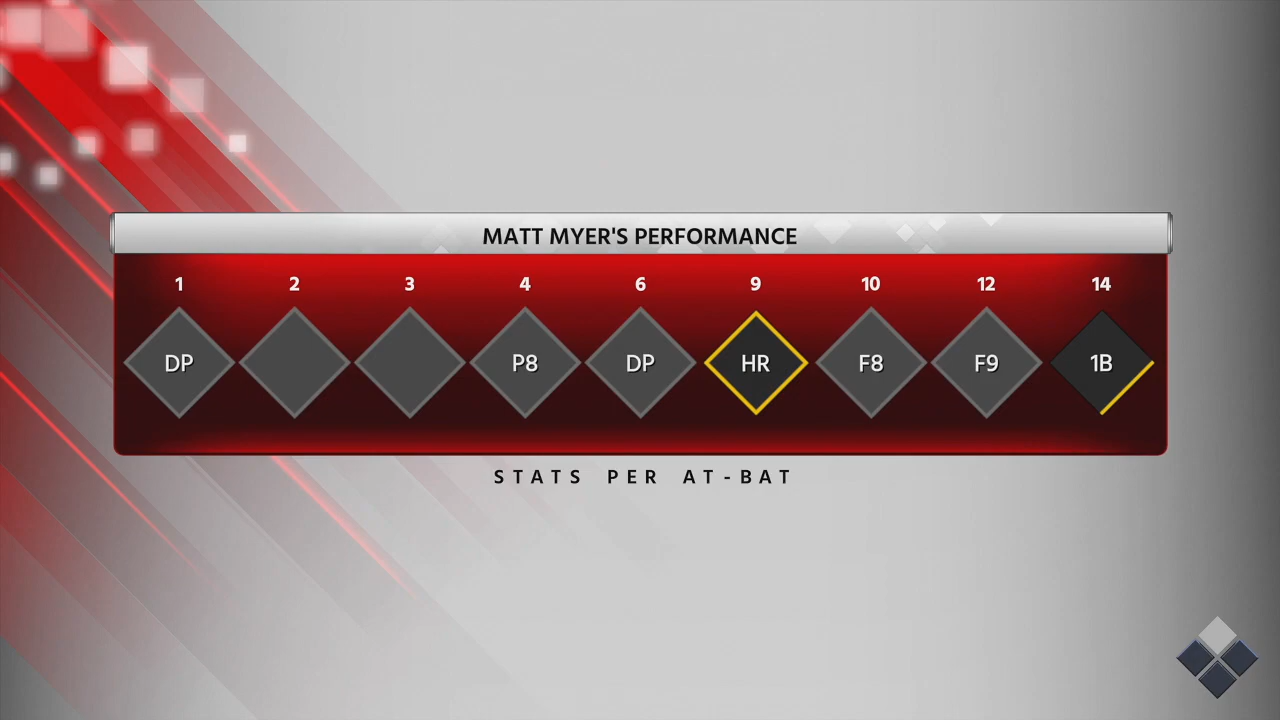 MATT MYER'S PERFORMANCE
1 2 3 4 6 9 10 12 14
DP P8 DP HR F8 F9 1B
STATS PER AT-BAT